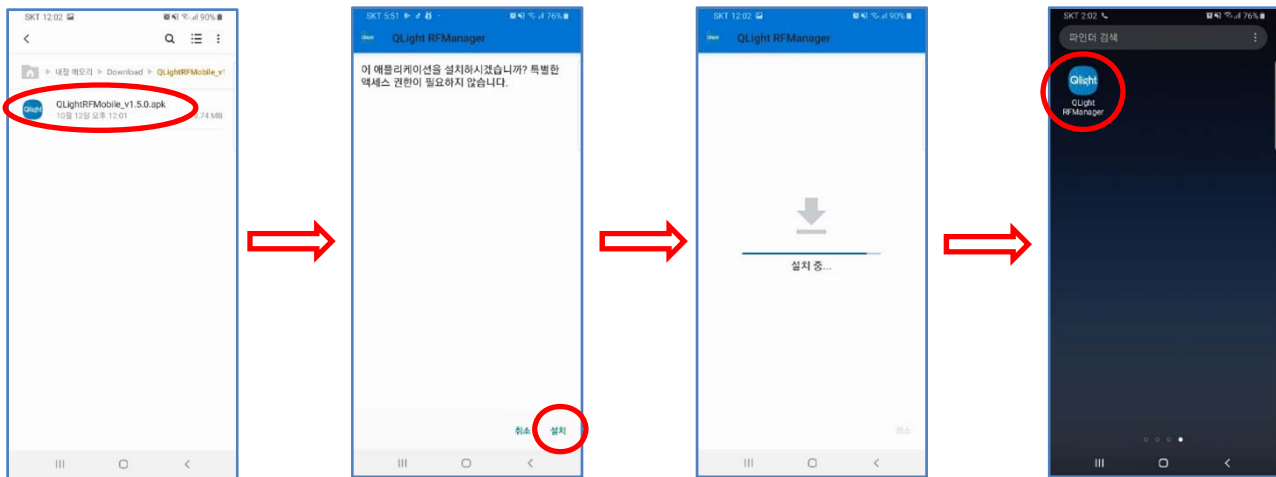 SKT 12:02
90%
내장 메모리 ▶ Download ▶ QLightRFMobile_v1
QLightRFMobile_v1.5.0.apk
10월 12일 오후 12:01
.74 MB
SKT 5:51
76%
QLight RFManager
이 애플리케이션을 설치하시겠습니까? 특별한
액세스 권한이 필요하지 않습니다.
취소 설치
SKT 12:02
90%
QLight RFManager
설치 중...
취소
SKT 2:02
76%
파인더 검색
Qlight
QLight
RFManager